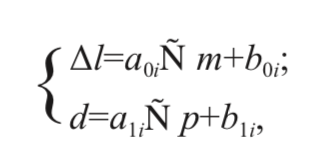 Δl=a₀ᵢÑ m+b₀ᵢ;
d=a₁ᵢÑ p+b₁ᵢ,